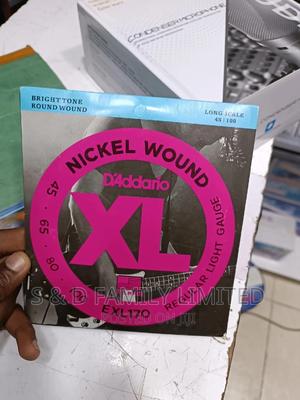 CONDENSER MICROPHONE
BRIGHT TONE
ROUND WOUND
LONG SCALE
45 / 100
NICKEL WOUND
D'Addario
XL
45 · 65 · 80
REGULAR LIGHT GAUGE
EXL170
S & D FAMILY LIMITED